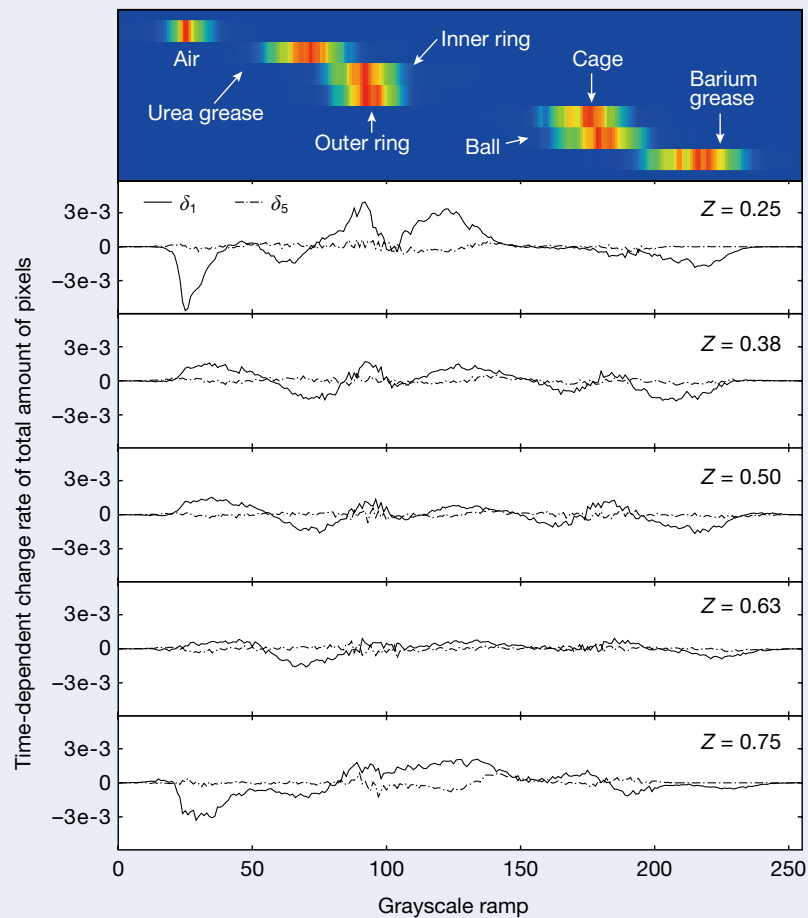 Air
Urea grease
Inner ring
Outer ring
Cage
Ball
Barium
grease
Time-dependent change rate of total amount of pixels
δ1 δ5
Z = 0.25
3e-3
0
−3e-3
Z = 0.38
3e-3
0
−3e-3
Z = 0.50
3e-3
0
−3e-3
Z = 0.63
3e-3
0
−3e-3
Z = 0.75
3e-3
0
−3e-3
0 50 100 150 200 250
Grayscale ramp